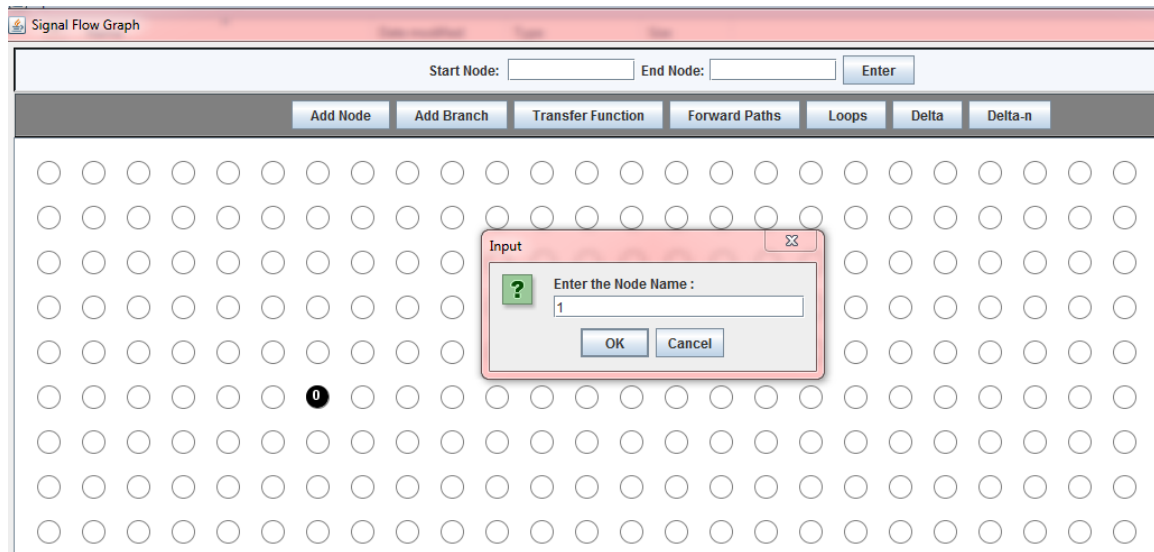 Signal Flow Graph
Start Node: End Node: Enter
Add Node Add Branch Transfer Function Forward Paths Loops Delta Delta-n
Input
?
Enter the Node Name :
1
OK Cancel
0